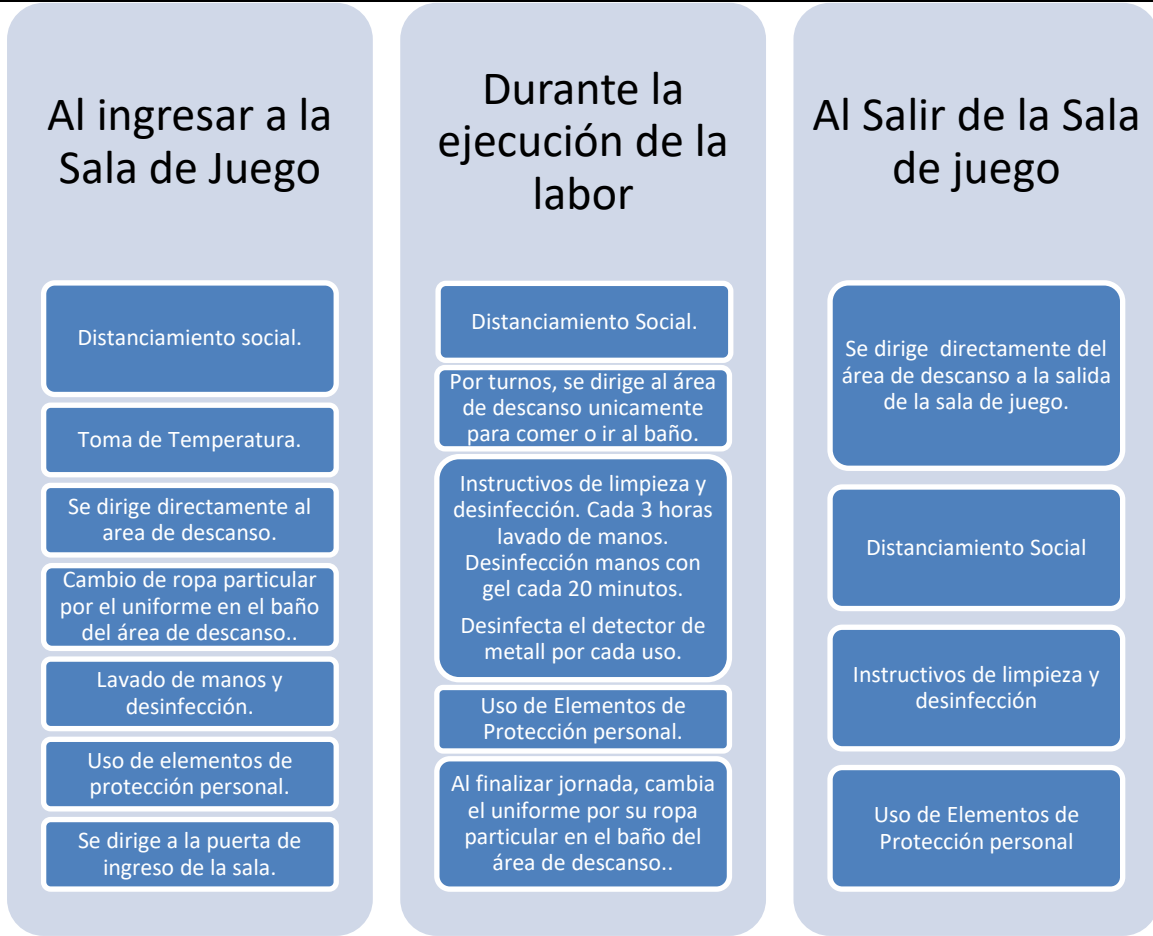 Al ingresar a la
Sala de Juego
Distanciamiento social.
Toma de Temperatura.
Se dirige directamente al
area de descanso.
Cambio de ropa particular
por el uniforme en el baño
del área de descanso..
Lavado de manos y
desinfección.
Uso de elementos de
protección personal.
Se dirige a la puerta de
ingreso de la sala.
Durante la
ejecución de la
labor
Distanciamiento Social.
Por turnos, se dirige al área
de descanso unicamente
para comer o ir al baño.
Instructivos de limpieza y
desinfección. Cada 3 horas
lavado de manos.
Desinfección manos con
gel cada 20 minutos.
Desinfecta el detector de
metall por cada uso.
Uso de Elementos de
Protección personal.
Al finalizar jornada, cambia
el uniforme por su ropa
particular en el baño del
área de descanso..
Al Salir de la Sala
de juego
Se dirige  directamente del
área de descanso a la salida
de la sala de juego.
Distanciamiento Social
Instructivos de limpieza y
desinfección
Uso de Elementos de
Protección personal